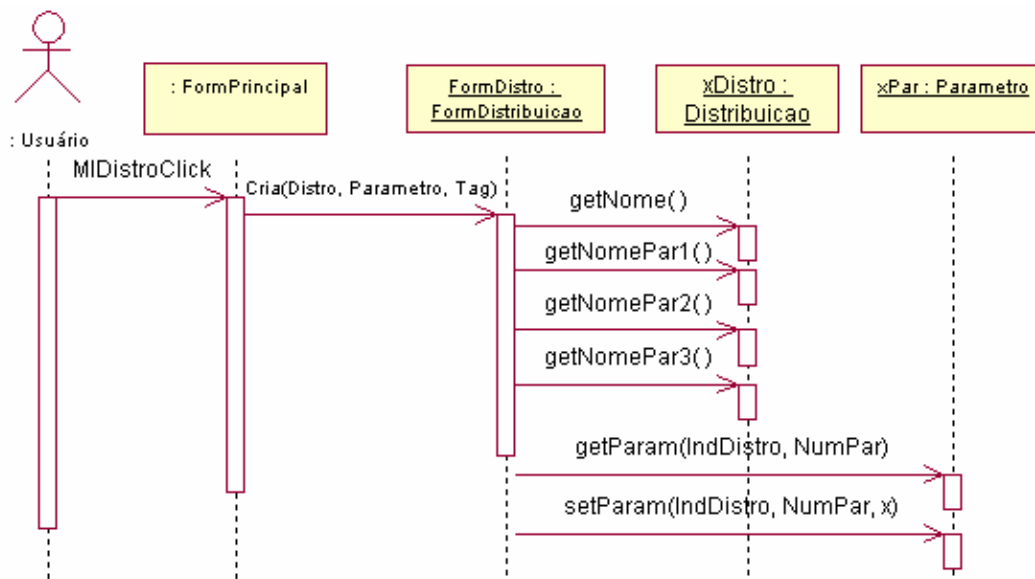 : FormPrincipal
FormDistro :
FormDistribuicao
xDistro :
Distribuicao
xPar : Parametro
: Usuário
MIDistroClick
Cria(Distro, Parametro, Tag)
getNome()
getNomePar1()
getNomePar2()
getNomePar3()
getParam(IndDistro, NumPar)
setParam(IndDistro, NumPar, x)